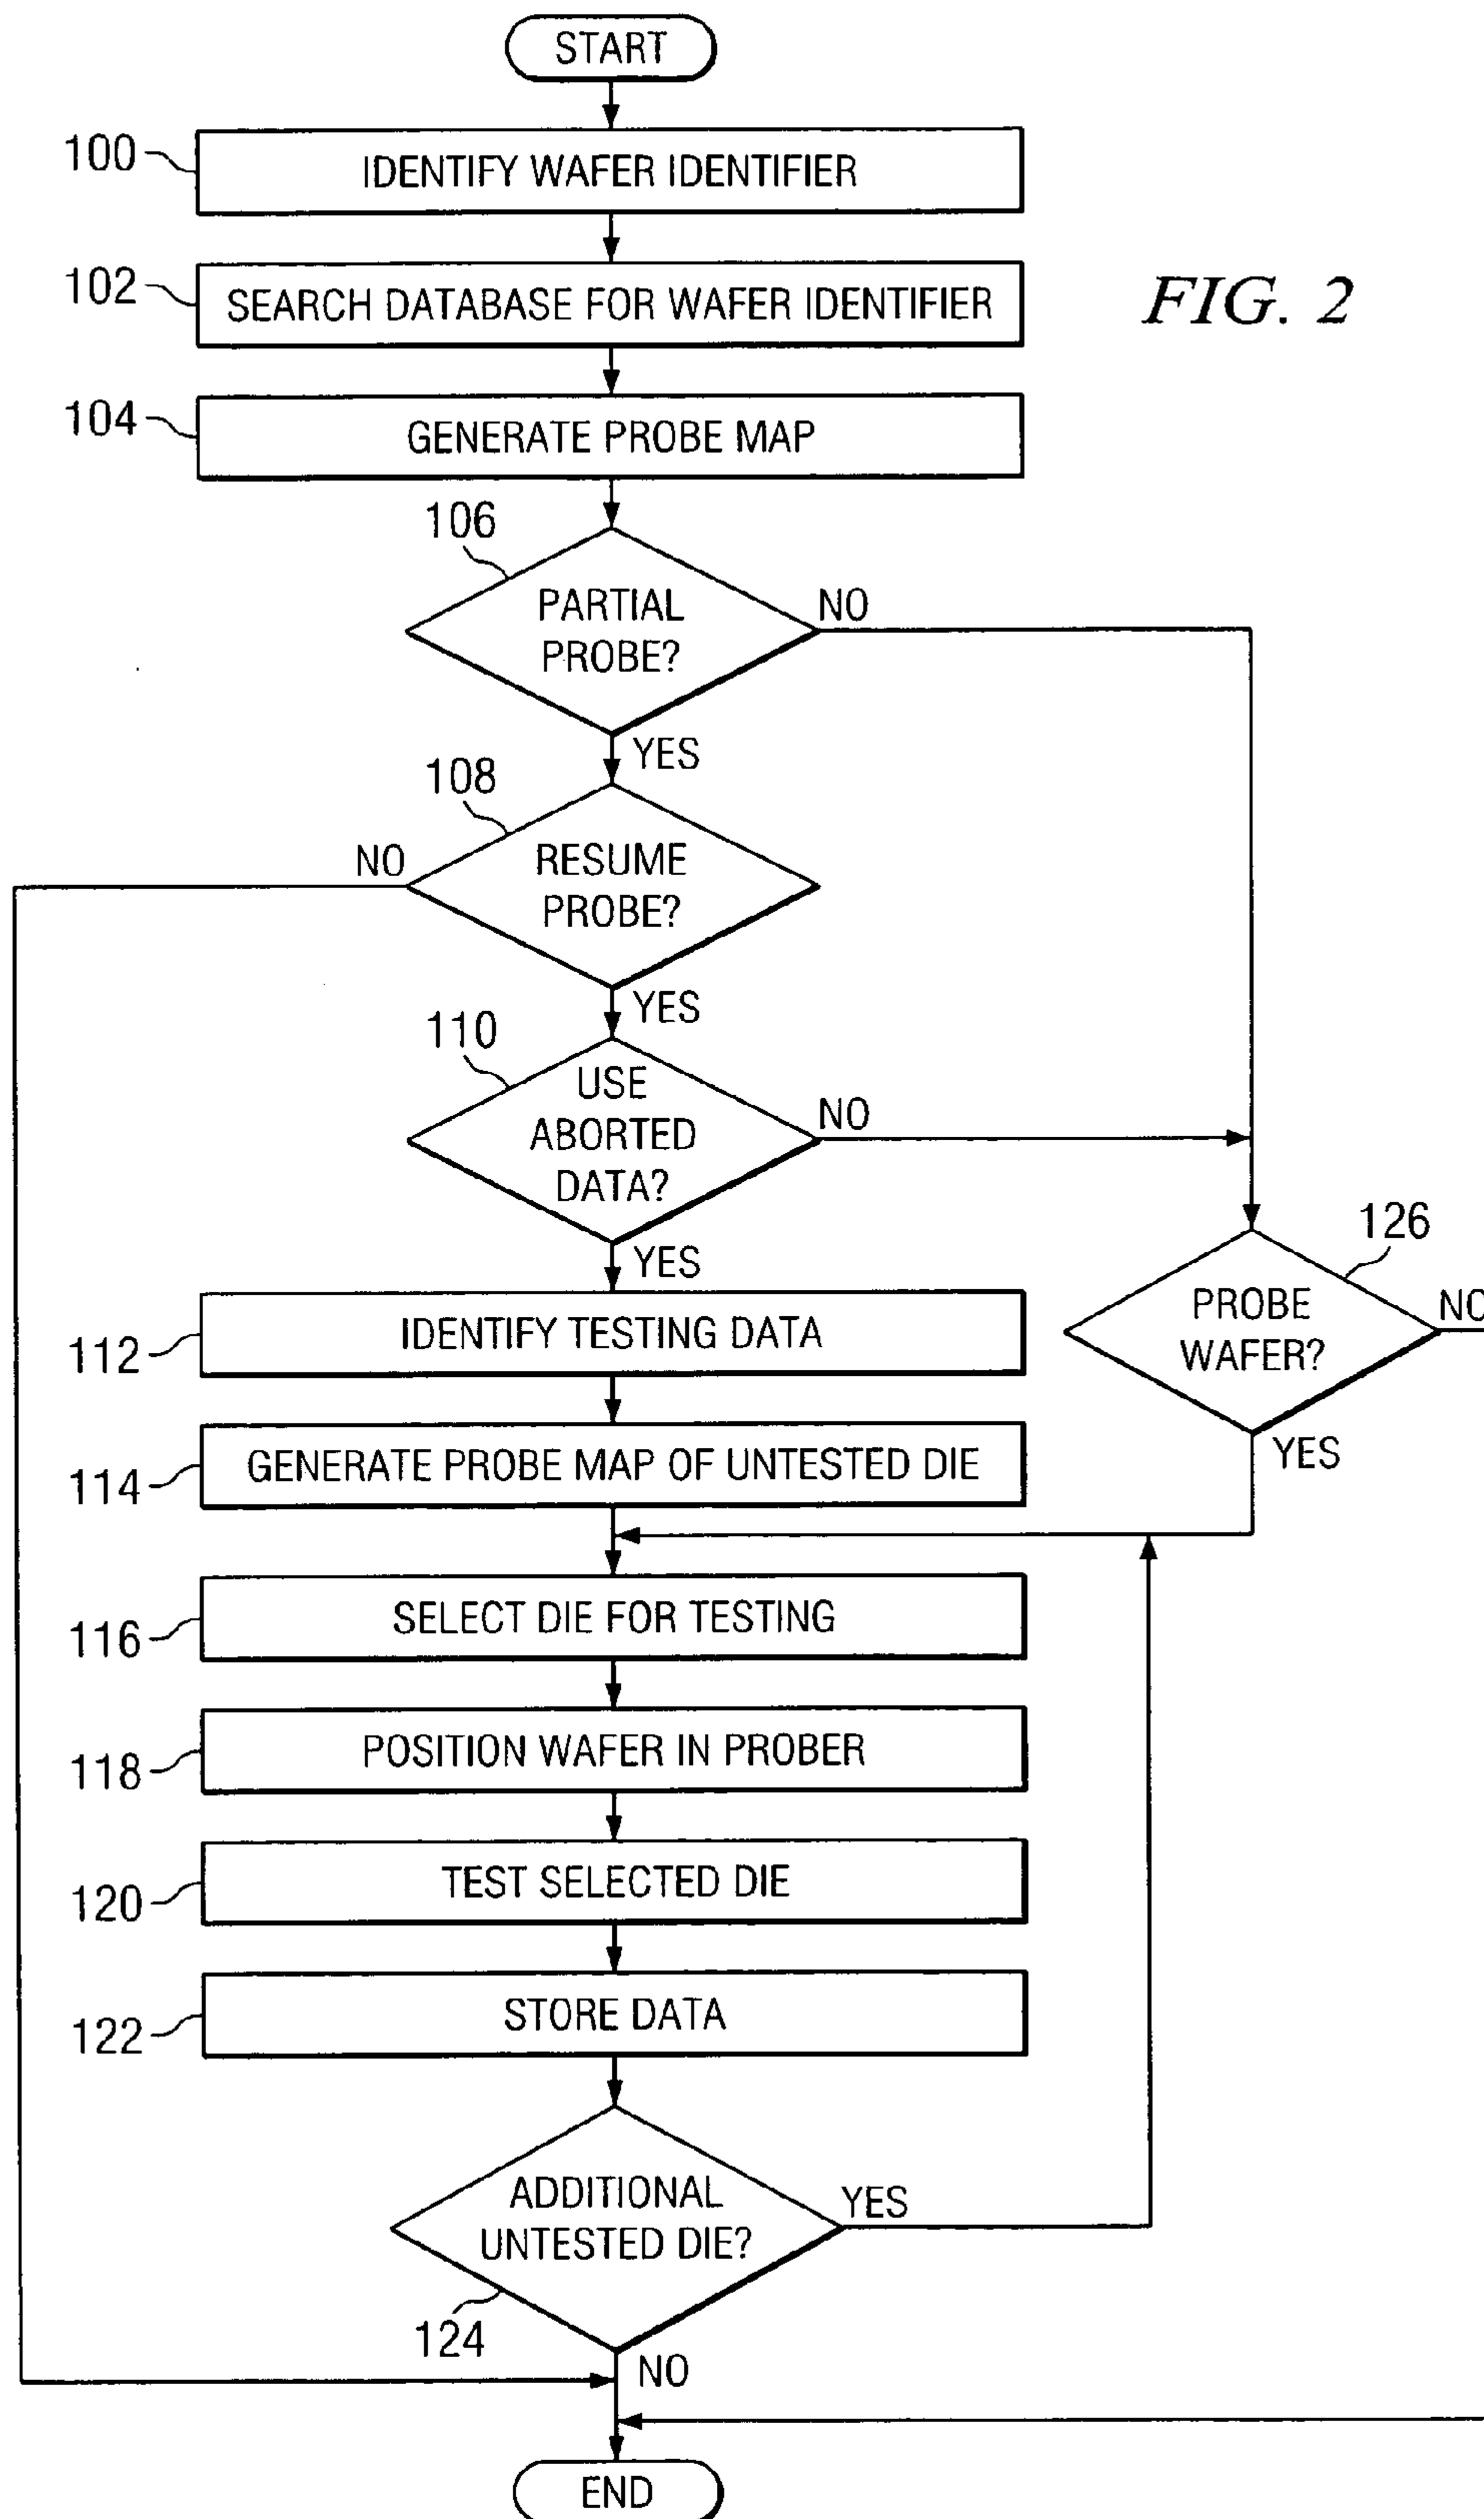 START
100
IDENTIFY WAFER IDENTIFIER
102
SEARCH DATABASE FOR WAFER IDENTIFIER
FIG. 2
104
GENERATE PROBE MAP
106
PARTIAL
PROBE?
NO
YES
108
NO
RESUME
PROBE?
YES
110
USE
ABORTED
DATA?
NO
YES
126
PROBE
WAFER?
NO
YES
112
IDENTIFY TESTING DATA
114
GENERATE PROBE MAP OF UNTESTED DIE
116
SELECT DIE FOR TESTING
118
POSITION WAFER IN PROBER
120
TEST SELECTED DIE
122
STORE DATA
ADDITIONAL
UNTESTED DIE?
YES
124
NO
END